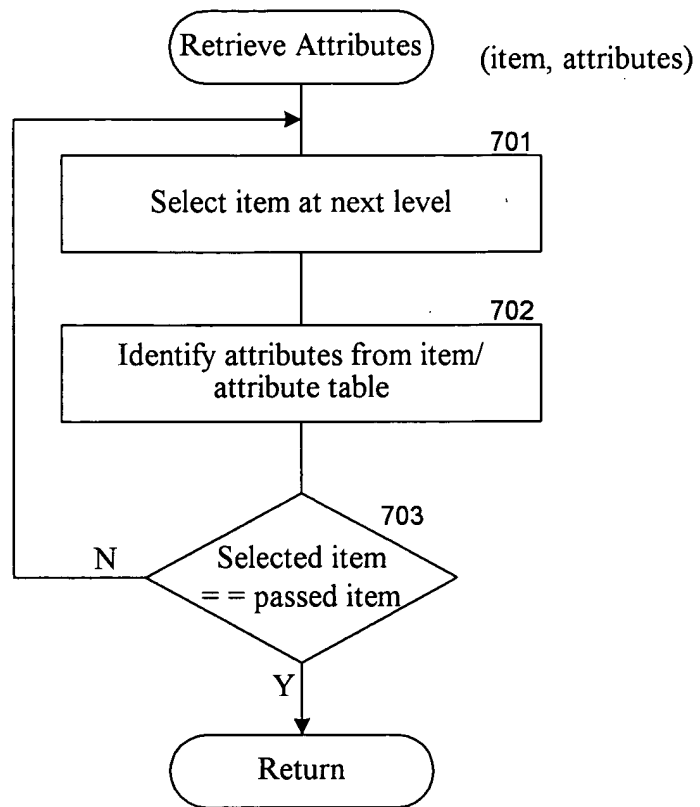 Retrieve Attributes
(item, attributes)
701
Select item at next level
702
Identify attributes from item/
attribute table
703
Selected item
= = passed item
N
Y
Return